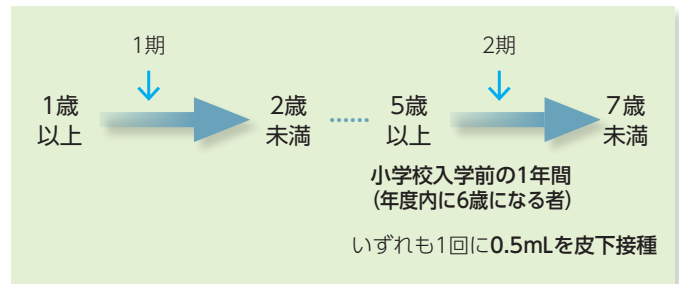 1期
2期
1歳
以上
2歳
未満
……
5歳
以上
7歳
未満
小学校入学前の1年間
(年度内に6歳になる者)
いずれも1回に0.5mLを皮下接種